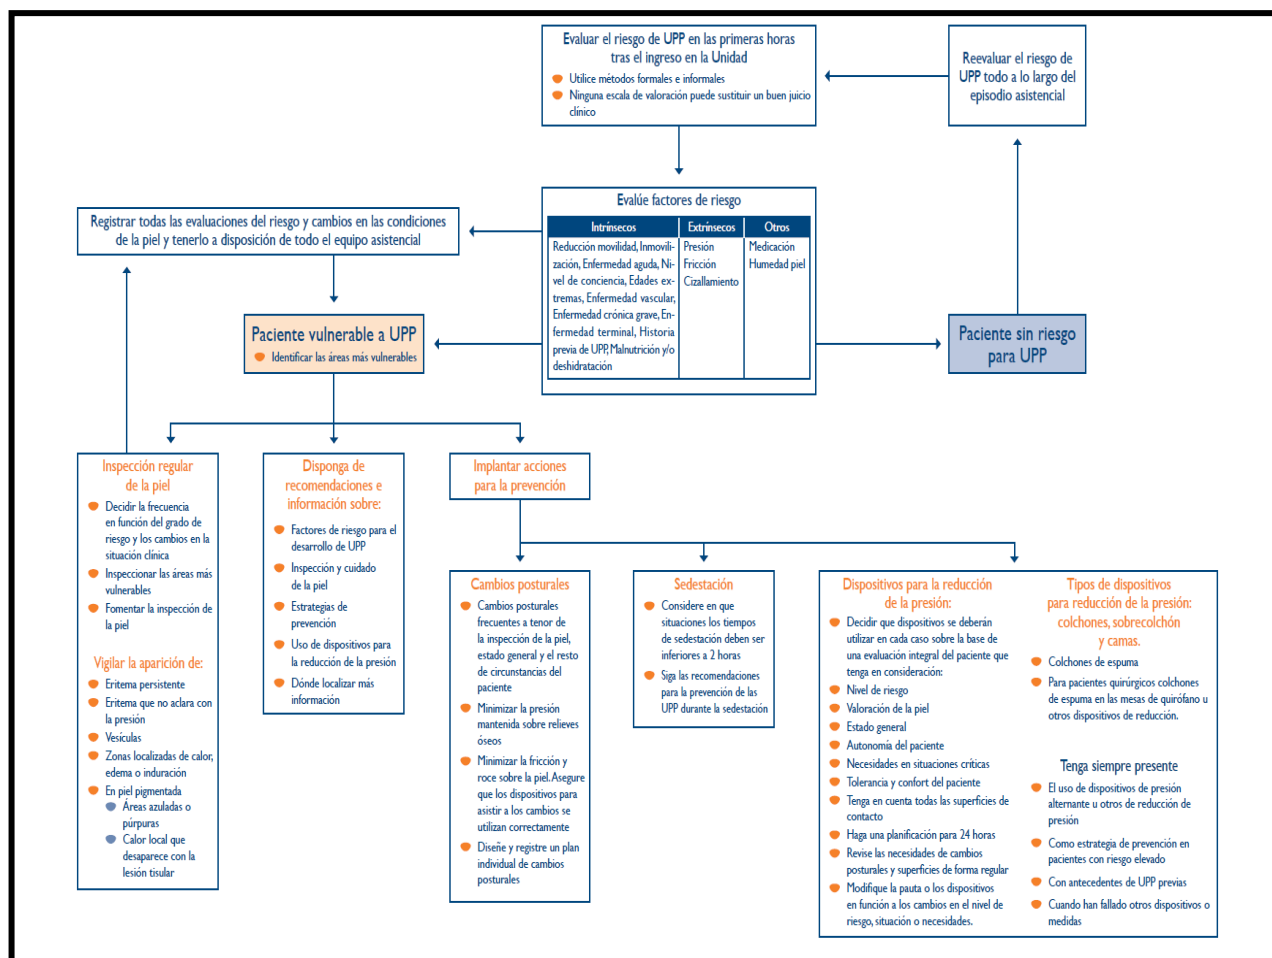 Evaluar el riesgo de UPP en las primeras horas
tras el ingreso en la Unidad
Utilice métodos formales e informales
Ninguna escala de valoración puede sustituir un buen juicio
clínico
Reevaluar el riesgo de
UPP todo a lo largo del
episodio asistencial
Registrar todas las evaluaciones del riesgo y cambios en las condiciones
de la piel y tenerlo a disposición de todo el equipo asistencial
Evalúe factores de riesgo
Intrínsecos
Reducción movilidad, Inmovili-
zación, Enfermedad aguda, Ni-
vel de conciencia, Edades ex-
tremas, Enfermedad vascular,
Enfermedad crónica grave, En-
fermedad terminal, Historia
previa de UPP, Malnutrición y/o
deshidratación
Extrínsecos
Presión
Fricción
Cizallamiento
Otros
Medicación
Humedad piel
Paciente vulnerable a UPP
Identificar las áreas más vulnerables
Paciente sin riesgo
para UPP
Inspección regular
de la piel
Decidir la frecuencia
en función del grado de
riesgo y los cambios en la
situación clínica
Inspeccionar las áreas más
vulnerables
Fomentar la inspección de
la piel
Vigilar la aparición de:
Eritema persistente
Eritema que no aclara con
la presión
Vesículas
Zonas localizadas de calor,
edema o induración
En piel pigmentada
Áreas azuladas o
púrpuras
Calor local que
desaparece con la
lesión tisular
Disponga de
recomendaciones e
información sobre:
Factores de riesgo para el
desarrollo de UPP
Inspección y cuidado
de la piel
Estrategias de
prevención
Uso de dispositivos para
la reducción de la presión
Dónde localizar más
información
Implantar acciones
para la prevención
Cambios posturales
Cambios posturales
frecuentes a tenor de
la inspección de la piel,
estado general y el resto
de circunstancias del
paciente
Minimizar la presión
mantenida sobre relieves
óseos
Minimizar la fricción y
roce sobre la piel. Asegure
que los dispositivos para
asistir a los cambios se
utilizan correctamente
Diseñe y registre un plan
individual de cambios
posturales
Sedestación
Considere en que
situaciones los tiempos
de sedestación deben ser
inferiores a 2 horas
Siga las recomendaciones
para la prevención de las
UPP durante la sedestación
Dispositivos para la reducción
de la presión:
Decidir que dispositivos se deberán
utilizar en cada caso sobre la base
de una evaluación integral del paciente que
tenga en consideración:
Nivel de riesgo
Valoración de la piel
Estado general
Autonomía del paciente
Necesidades en situaciones críticas
Tolerancia y confort del paciente
Tenga en cuenta todas las superficies de
contacto
Haga una planificación para 24 horas
Revise las necesidades de cambios
posturales y superficies de forma regular
Modifique la pauta o los dispositivos
en función a los cambios en el nivel de
riesgo, situación o necesidades.
Tipos de dispositivos
para reducción de la presión:
colchones, sobrecolchón
y camas.
Colchones de espuma
Para pacientes quirúrgicos colchones
de espuma en las mesas de quirófano u
otros dispositivos de reducción.
Tenga siempre presente
El uso de dispositivos de presión
alternante u otros de reducción de
presión
Como estrategia de prevención en
pacientes con riesgo elevado
Con antecedentes de UPP previas
Cuando han fallado otros dispositivos o
medidas